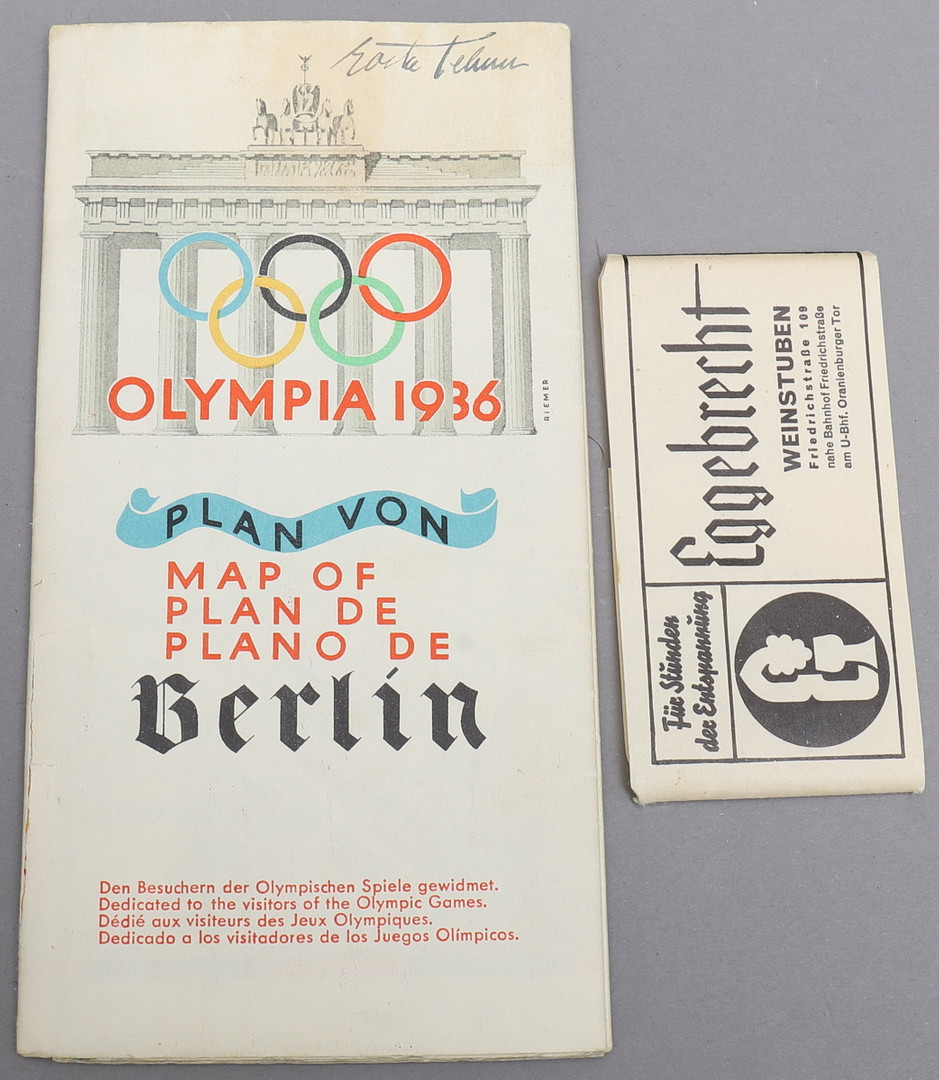 OLYMPIA 1936
RIEMER
PLAN VON
MAP OF
PLAN DE
PLANO DE
Berlin
Den Besuchern der Olympischen Spiele gewidmet.
Dedicated to the visitors of the Olympic Games.
Dédié aux visiteurs des Jeux Olympiques.
Dedicado a los visitadores de los Juegos Olímpicos.
Eggebrecht
WEINSTUBEN
Friedrichstraße 109
nahe Bahnhof Friedrichstraße
am U-Bhf. Oranienburger Tor
Für Stunden
der Entspannung